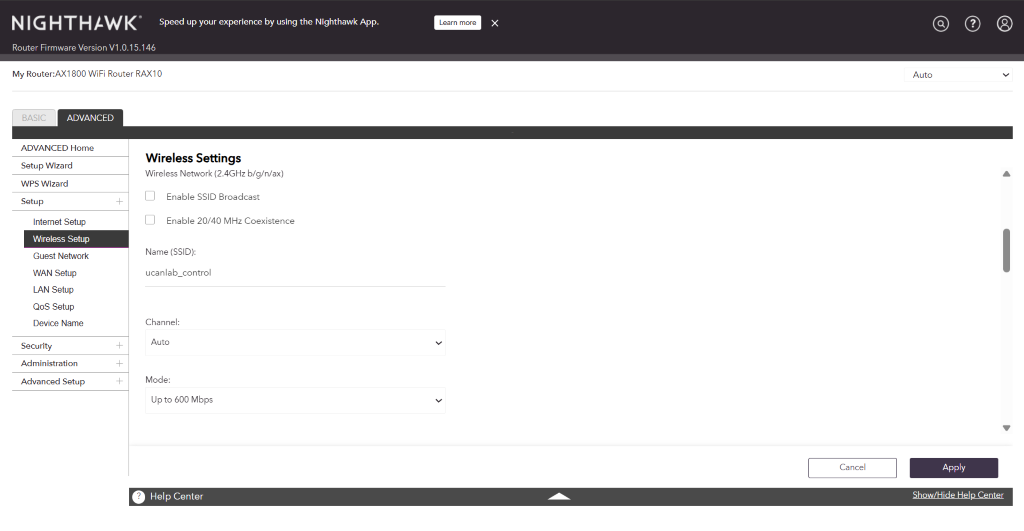 NIGHTHAWK®
Speed up your experience by using the Nighthawk App.
Learn more
Router Firmware Version V1.0.15.146
My Router:AX1800 WiFi Router RAX10
Auto
BASIC
ADVANCED
ADVANCED Home
Setup Wizard
WPS Wizard
Setup
Internet Setup
Wireless Setup
Guest Network
WAN Setup
LAN Setup
QoS Setup
Device Name
Security
Administration
Advanced Setup
Wireless Settings
Wireless Network (2.4GHz b/g/n/ax)
Enable SSID Broadcast
Enable 20/40 MHz Coexistence
Name (SSID):
ucanlab_control
Channel:
Auto
Mode:
Up to 600 Mbps
Cancel
Apply
? Help Center
Show/Hide Help Center